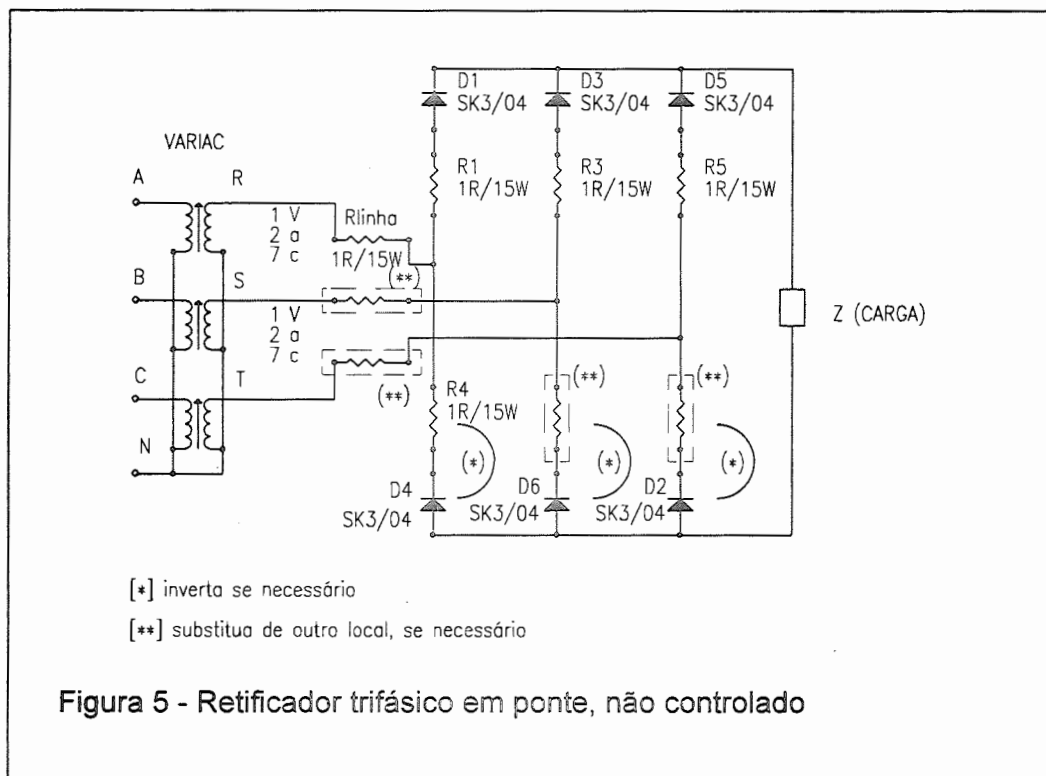 VARIAC
A
R
B
S
C
T
N
1 V
2 a
7 c
1 V
2 a
7 c
Rlinha
1R/15W
(**)
(**)
D1
SK3/04
D3
SK3/04
D5
SK3/04
R1
1R/15W
R3
1R/15W
R5
1R/15W
R4
1R/15W
(**)
(**)
(*)
(*)
(*)
D4
SK3/04
D6
SK3/04
D2
SK3/04
Z (CARGA)
[*] inverta se necessário
[**] substitua de outro local, se necessário
Figura 5 - Retificador trifásico em ponte, não controlado